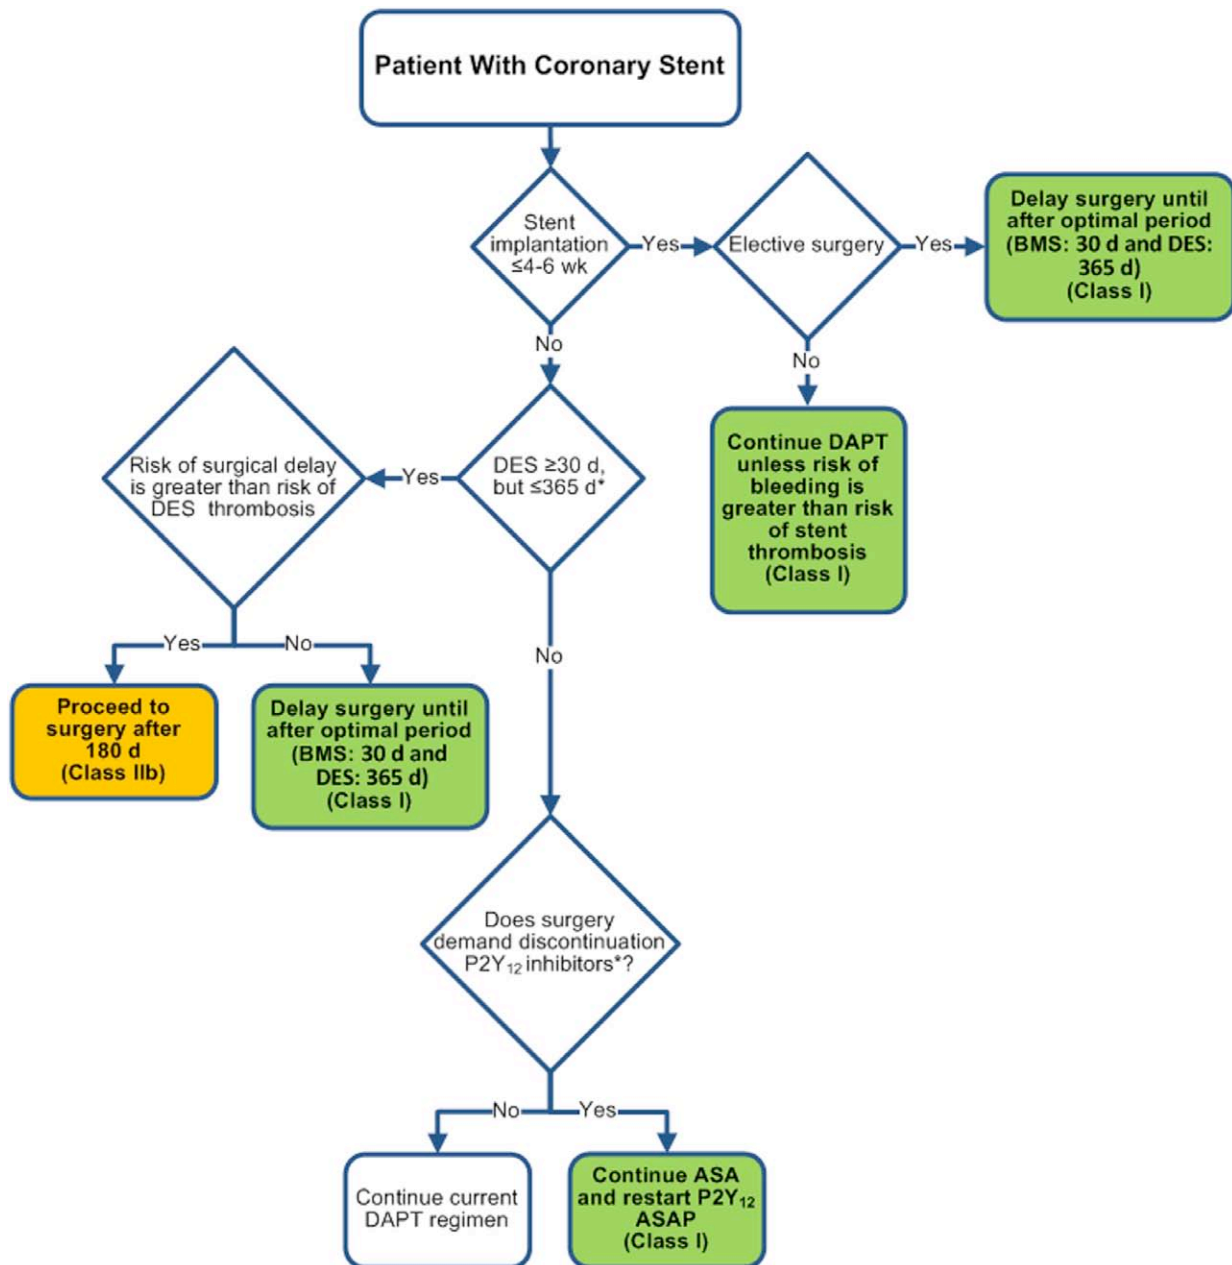 Patient With Coronary Stent
Stent
implantation
≤4-6 wk
Yes
Elective surgery
Yes
Delay surgery until
after optimal period
(BMS: 30 d and DES:
365 d)
(Class I)
No
No
Continue DAPT
unless risk of
bleeding is
greater than risk
of stent
thrombosis
(Class I)
DES ≥30 d,
but ≤365 d*
Yes
Risk of surgical delay
is greater than risk of
DES thrombosis
Yes
No
Proceed to
surgery after
180 d
(Class IIb)
Delay surgery until
after optimal period
(BMS: 30 d and
DES: 365 d)
(Class I)
No
Does surgery
demand discontinuation
P2Y₁₂ inhibitors*?
No
Yes
Continue current
DAPT regimen
Continue ASA
and restart P2Y₁₂
ASAP
(Class I)